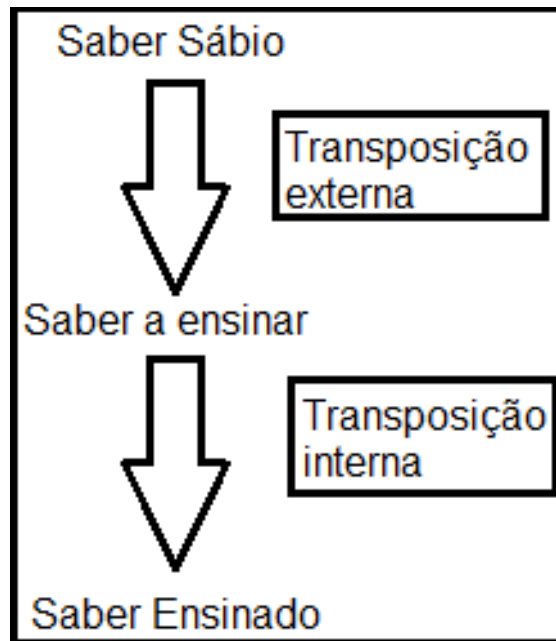 Saber Sábio
Transposição
externa
Saber a ensinar
Transposição
interna
Saber Ensinado